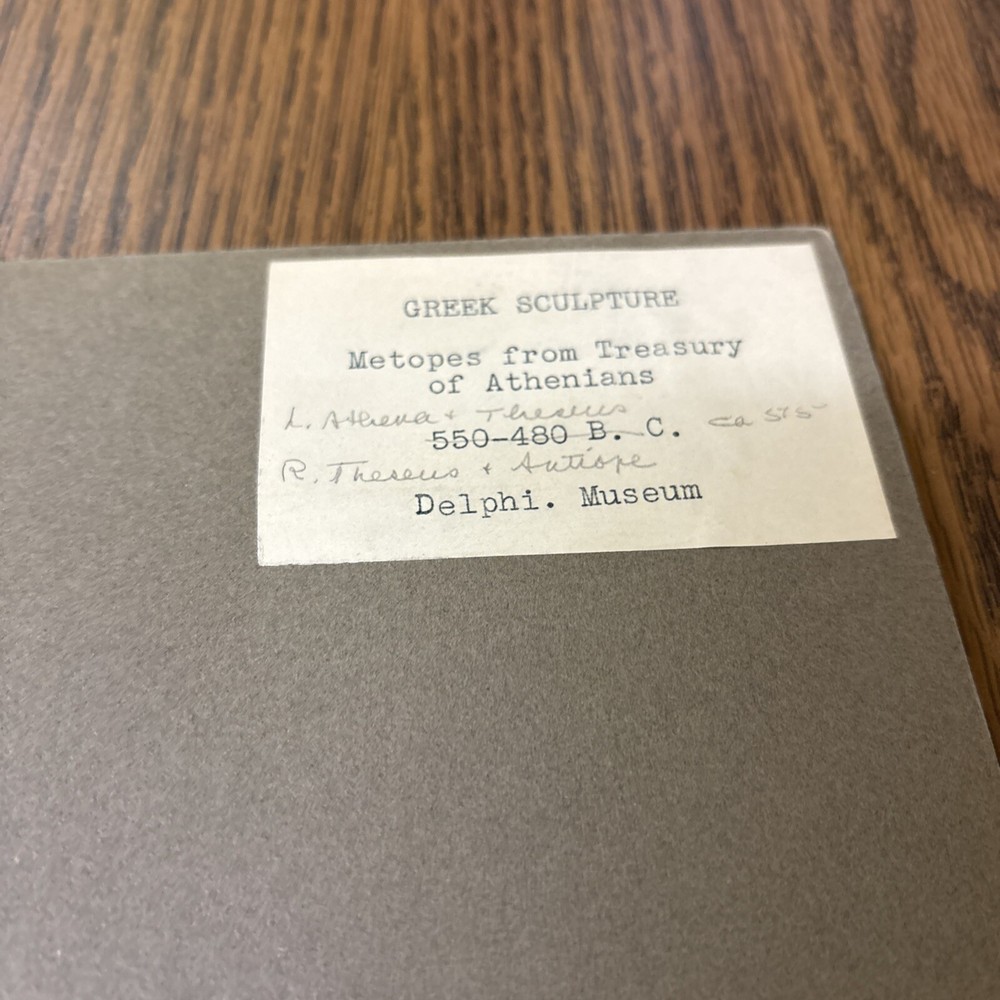 GREEK SCULPTURE
Metopes from Treasury
of Athenians
L. Athena + Theseus
550-480 B. C. ca 575
R. Theseus + Antiope
Delphi. Museum